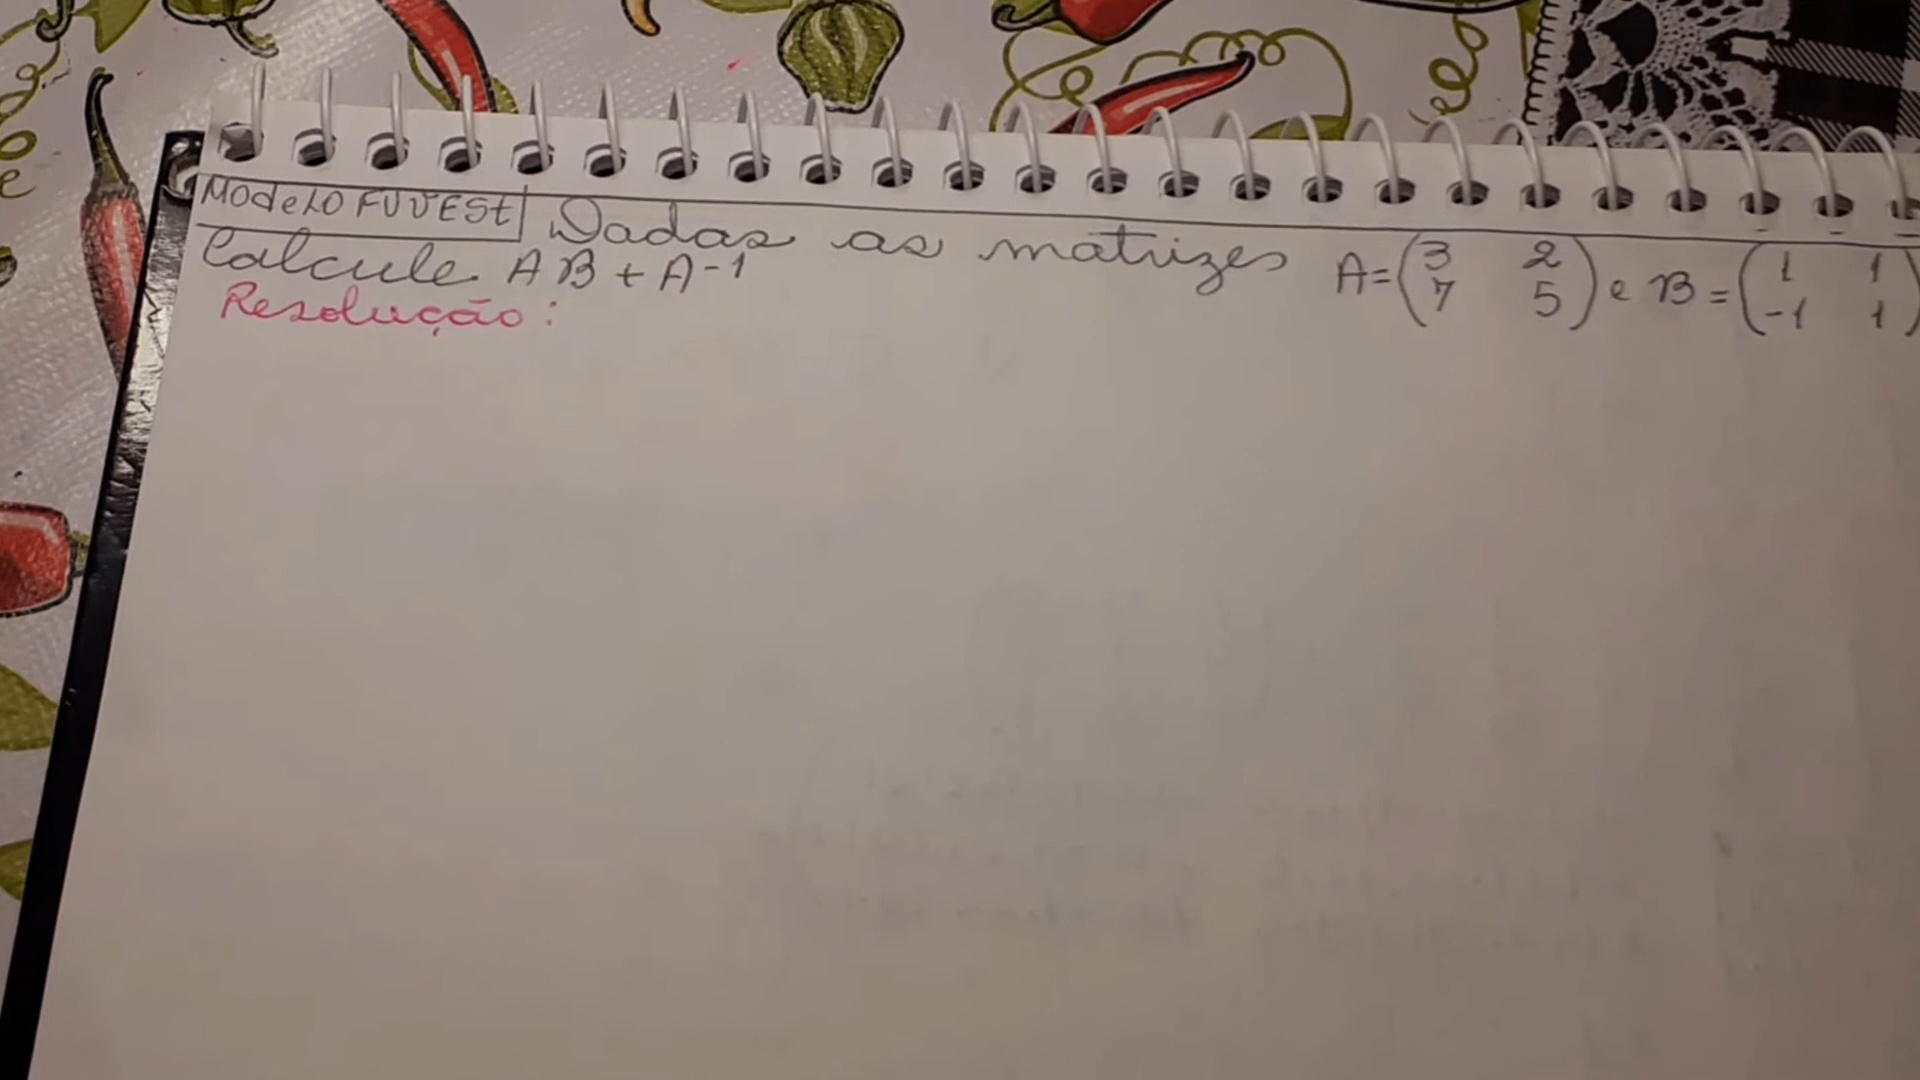 Modelo FUVESt Dadas as matrizes A=(3 2 e B=(1 1
7 5) -1 1)
Calcule AB + A-1
Resolução: